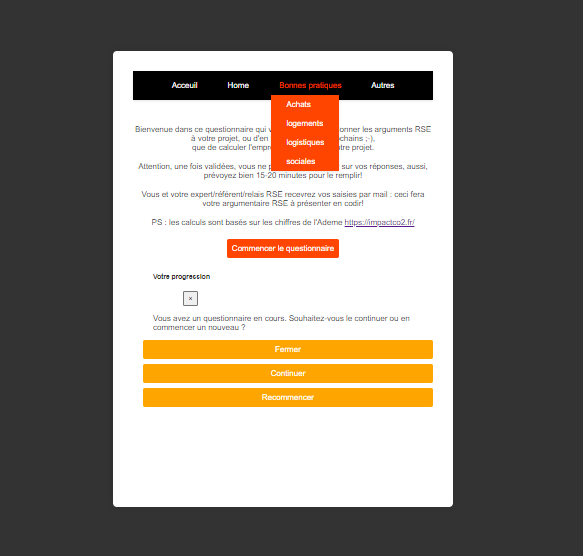 Acceuil Home Bonnes pratiques Autres
Achats
logements
logistiques
sociales
Bienvenue dans ce questionnaire qui v onner les arguments RSE
à votre projet, ou d'en chains ;-),
que de calculer l'empr tre projet.
Attention, une fois validées, vous ne p sur vos réponses, aussi,
prévoyez bien 15-20 minutes pour le remplir!
Vous et votre expert/référent/relais RSE recevrez vos saisies par mail : ceci fera
votre argumentaire RSE à présenter en codir!
PS : les calculs sont basés sur les chiffres de l'Ademe https://impactco2.fr/
Commencer le questionnaire
Votre progression
×
Vous avez un questionnaire en cours. Souhaitez-vous le continuer ou en
commencer un nouveau ?
Fermer
Continuer
Recommencer